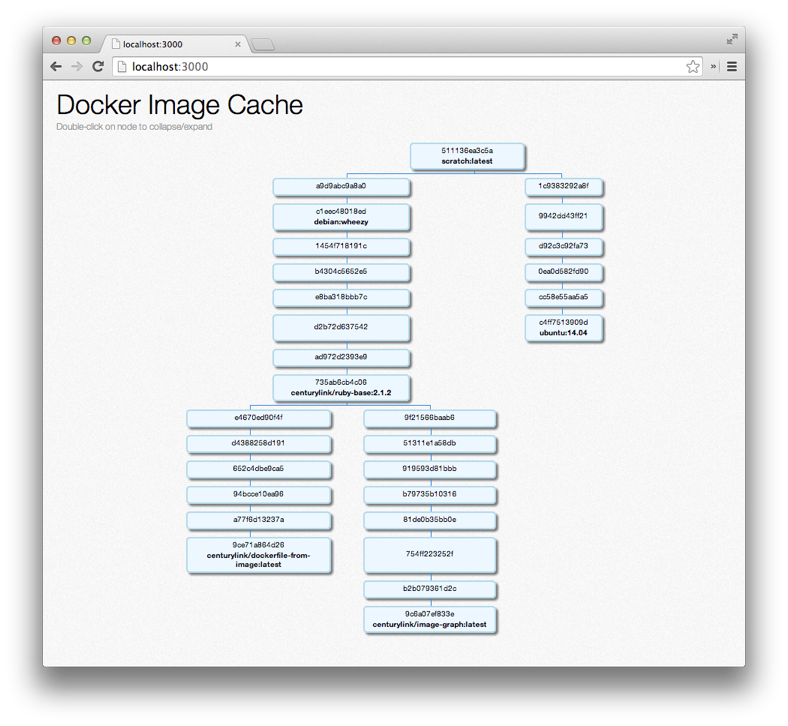 localhost:3000
localhost:3000
Docker Image Cache
Double-click on node to collapse/expand
511136ea3c5a
scratch:latest
a9d9abc9a8a0
1c9383292a8f
c1eec48018ed
debian:wheezy
9942dd43ff21
1454f718191c
d92c3c92fa73
b4304c5652e5
0ea0d582fd90
e8ba318bbb7c
cc58e55aa5a5
d2b72d637542
c4ff7513909d
ubuntu:14.04
ad972d2393e9
735ab6cb4c06
centurylink/ruby-base:2.1.2
e4670ed90f4f
9f21566baab6
d4388258d191
51311e1a58db
652c4dbe9ca5
919593d81bbb
94bcce10ea96
b79735b10316
a77f6d13237a
81de0b35bb0e
9ce71a864d26
centurylink/dockerfile-from-
image:latest
754ff223252f
b2b079361d2c
9c6a07ef833e
centurylink/image-graph:latest